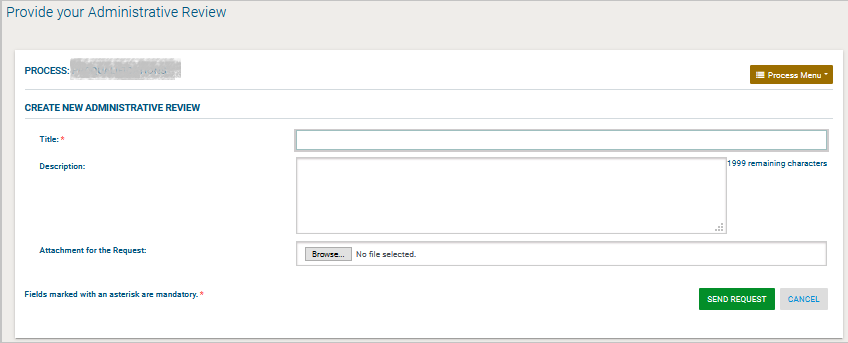 Provide your Administrative Review
PROCESS:
Process Menu
CREATE NEW ADMINISTRATIVE REVIEW
Title: *
Description:
1999 remaining characters
Attachment for the Request:
Browse... No file selected.
Fields marked with an asterisk are mandatory. *
SEND REQUEST
CANCEL